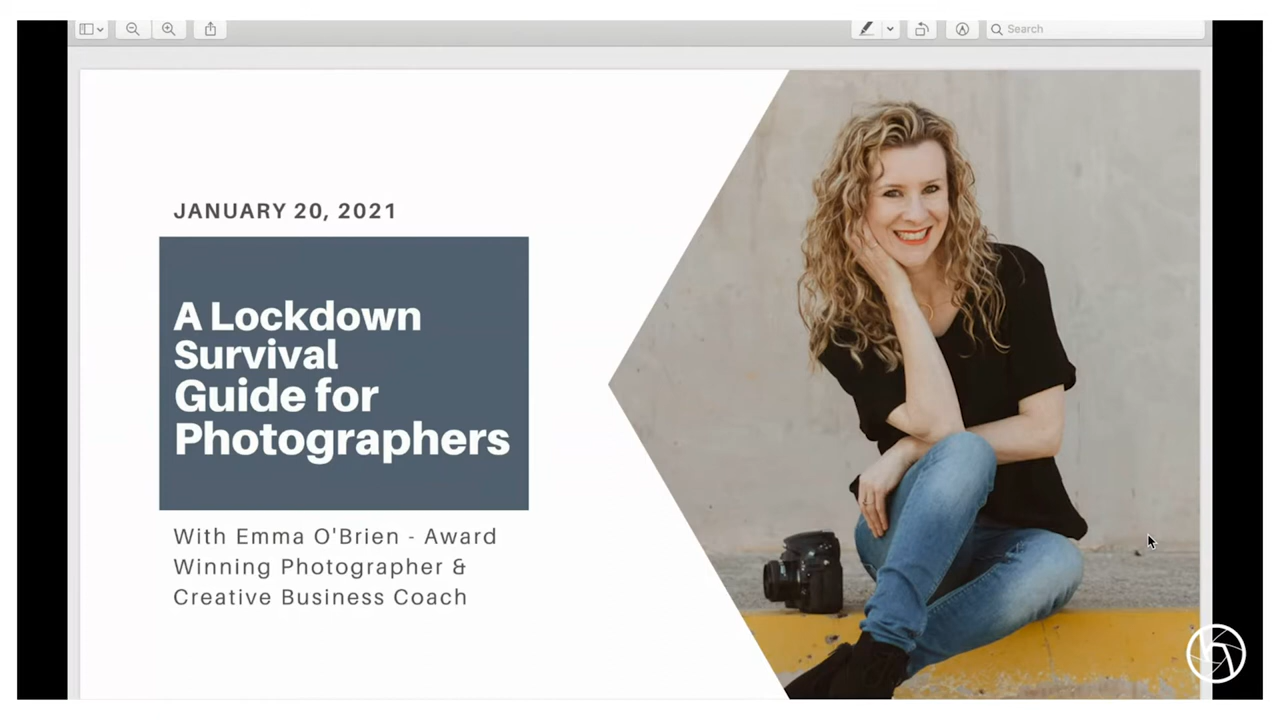 Search
JANUARY 20, 2021
A Lockdown
Survival
Guide for
Photographers
With Emma O'Brien - Award
Winning Photographer &
Creative Business Coach